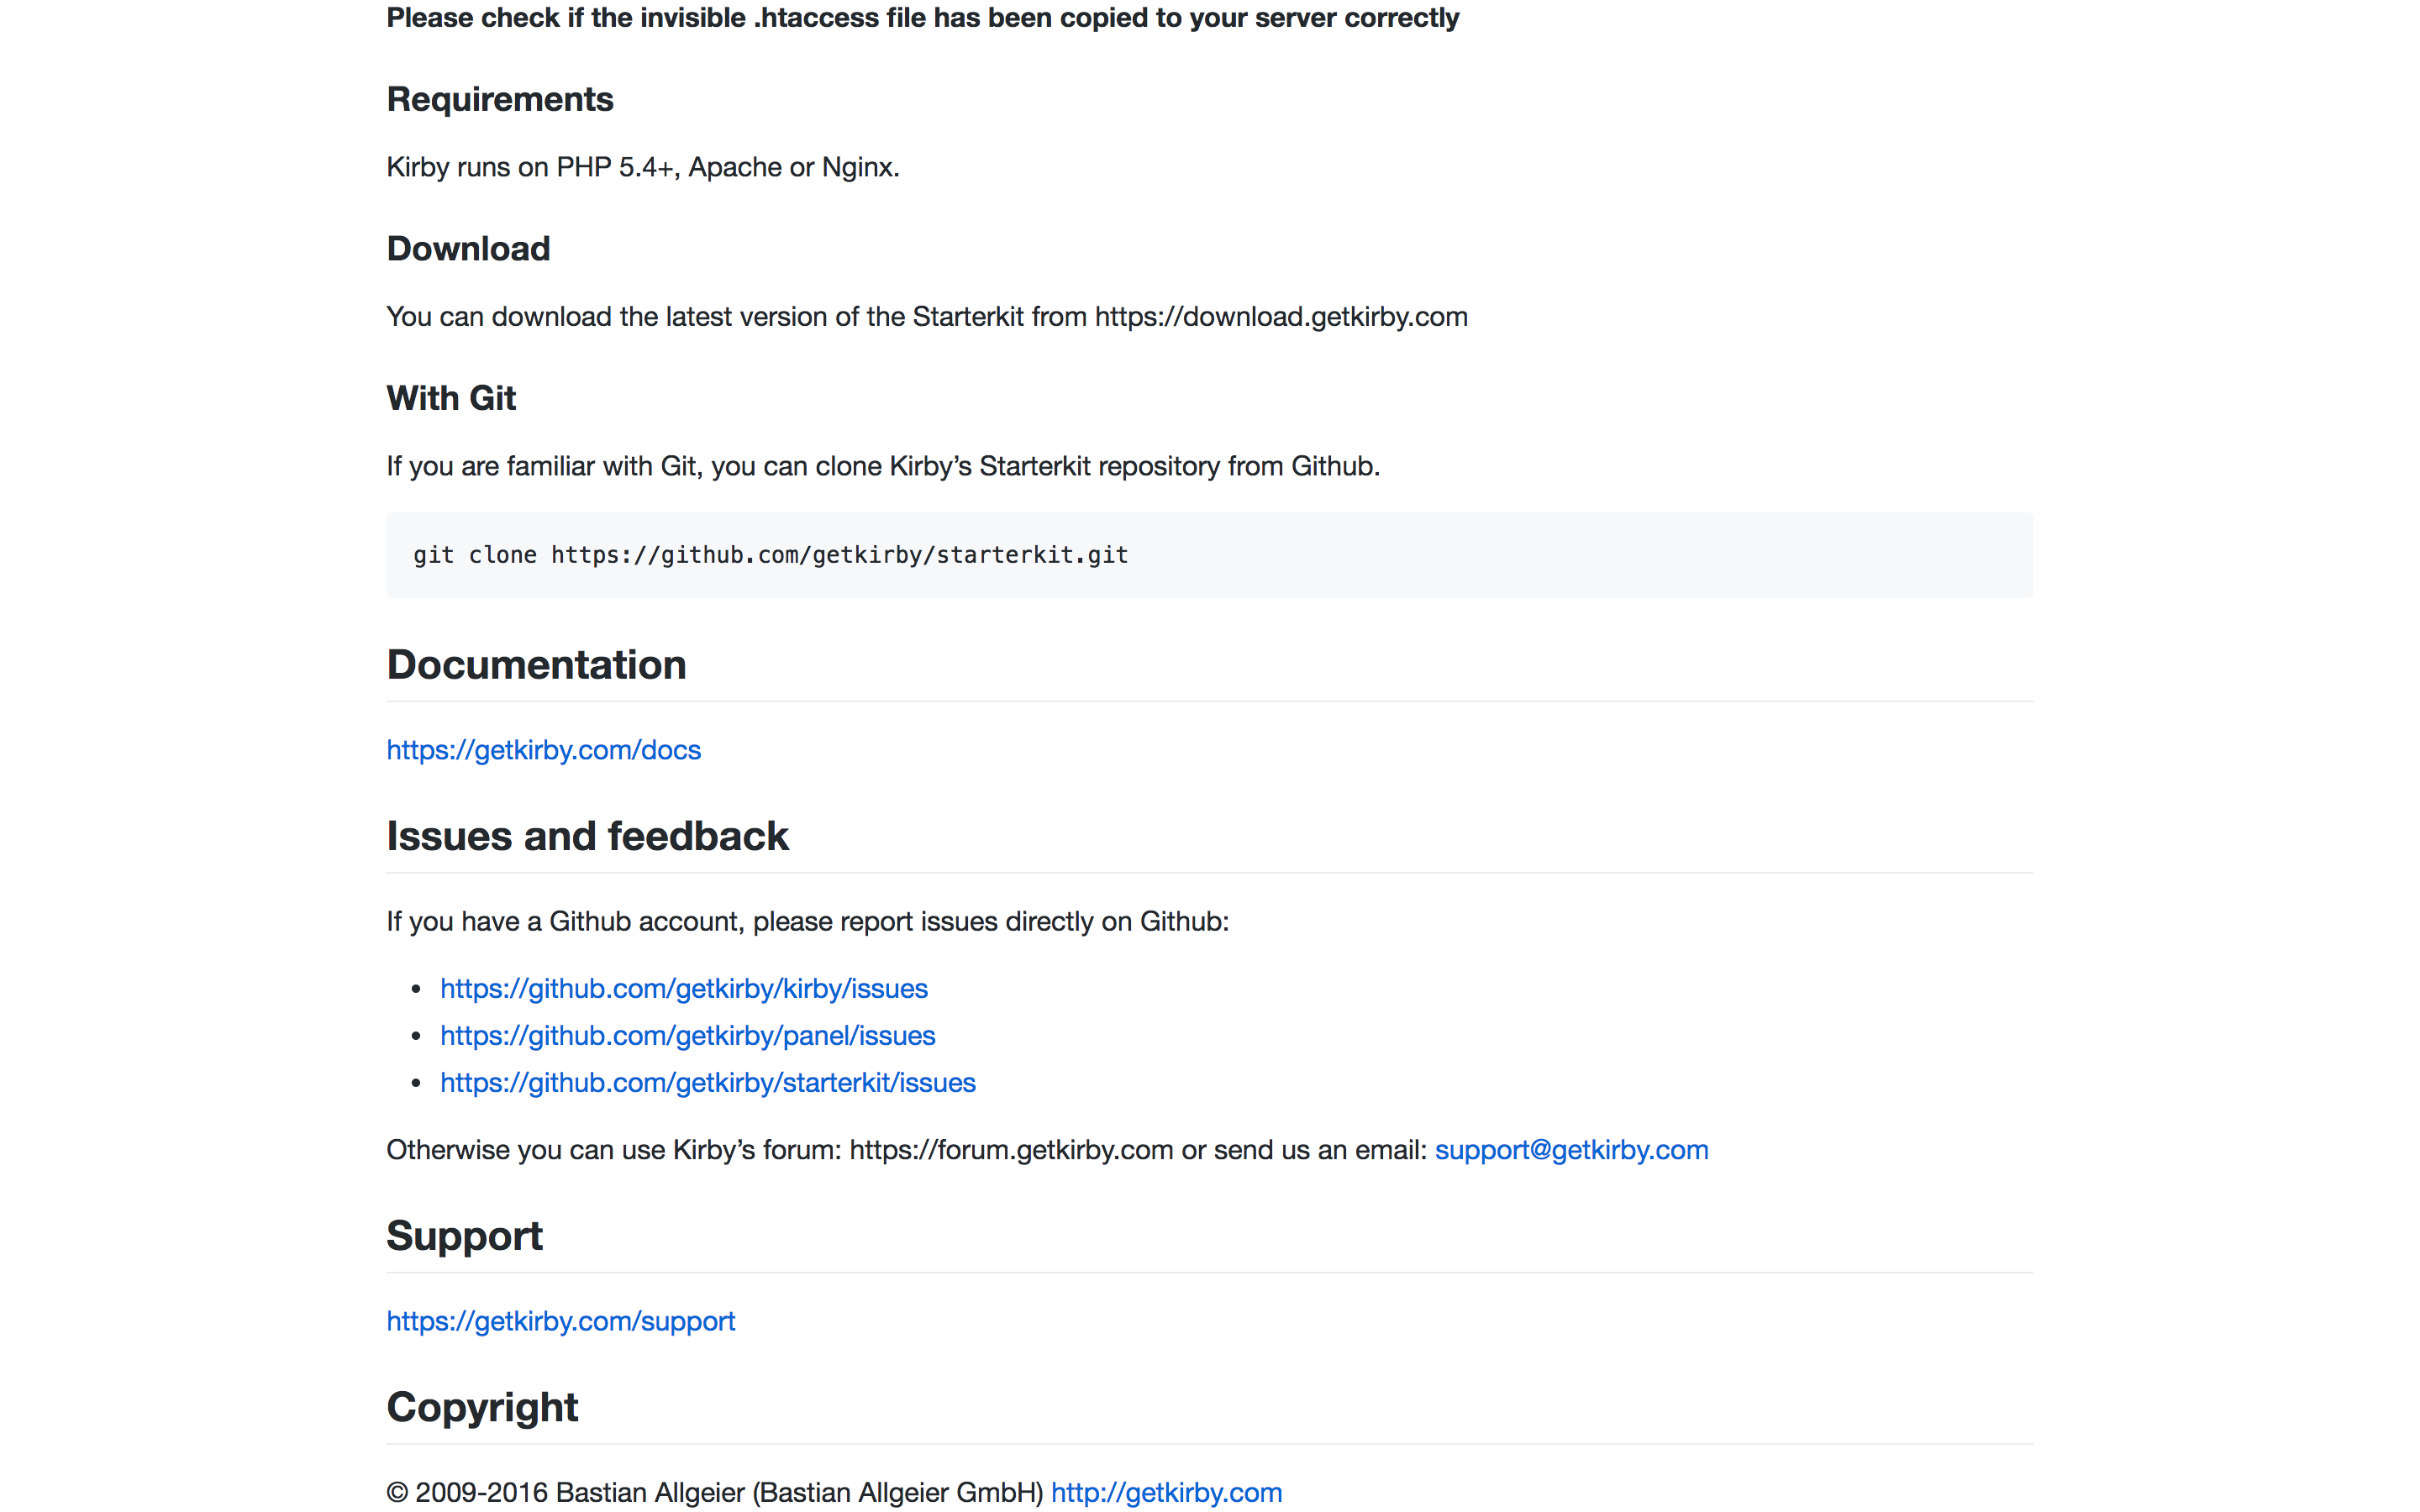 Please check if the invisible .htaccess file has been copied to your server correctly
Requirements
Kirby runs on PHP 5.4+, Apache or Nginx.
Download
You can download the latest version of the Starterkit from https://download.getkirby.com
With Git
If you are familiar with Git, you can clone Kirby’s Starterkit repository from Github.
git clone https://github.com/getkirby/starterkit.git
Documentation
https://getkirby.com/docs
Issues and feedback
If you have a Github account, please report issues directly on Github:
• https://github.com/getkirby/kirby/issues
• https://github.com/getkirby/panel/issues
• https://github.com/getkirby/starterkit/issues
Otherwise you can use Kirby’s forum: https://forum.getkirby.com or send us an email: support@getkirby.com
Support
https://getkirby.com/support
Copyright
© 2009-2016 Bastian Allgeier (Bastian Allgeier GmbH) http://getkirby.com